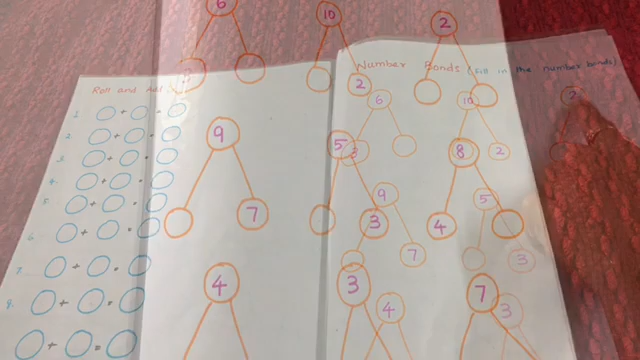 6 10 2
2
Number Bonds (Fill in the number bonds)
Roll and Add
6 10 2
1. + =
2. + =
9 5 8 2
3. + =
4. + =
9 5
5. + =
7 3 4
6. + =
7 3
7. + =
4 3 7
8. + =
4 3
+ =